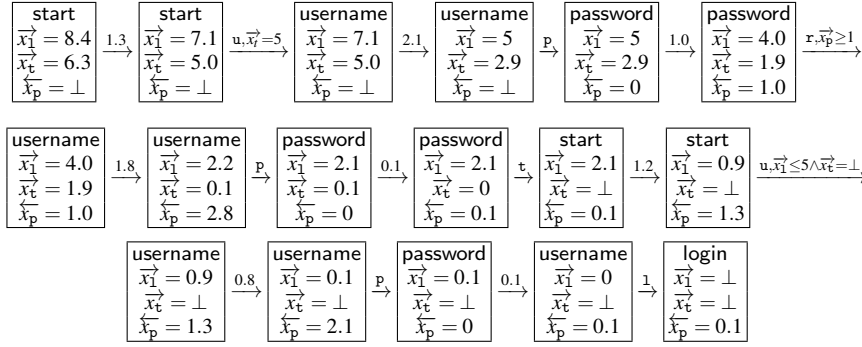 start start username username password password
x⃗_l = 8.4 1.3 x⃗_l = 7.1 u,x⃗_t=5 x⃗_l = 7.1 2.1 x⃗_l = 5 p x⃗_l = 5 1.0 x⃗_l = 4.0 r,x⃖_p≥1
x⃗_t = 6.3 x⃗_t = 5.0 x⃗_t = 5.0 x⃗_t = 2.9 x⃗_t = 2.9 x⃗_t = 1.9
x⃖_p = ⊥ x⃖_p = ⊥ x⃖_p = ⊥ x⃖_p = ⊥ x⃖_p = 0 x⃖_p = 1.0
username username password password start start
x⃗_l = 4.0 1.8 x⃗_l = 2.2 p x⃗_l = 2.1 0.1 x⃗_l = 2.1 t x⃗_l = 2.1 1.2 x⃗_l = 0.9 u,x⃗_l≤5∧x⃗_t=⊥
x⃗_t = 1.9 x⃗_t = 0.1 x⃗_t = 0.1 x⃗_t = 0 x⃗_t = ⊥ x⃗_t = ⊥
x⃖_p = 1.0 x⃖_p = 2.8 x⃖_p = 0 x⃖_p = 0.1 x⃖_p = 0.1 x⃖_p = 1.3
username username password username login
x⃗_l = 0.9 0.8 x⃗_l = 0.1 p x⃗_l = 0.1 0.1 x⃗_l = 0 l x⃗_l = ⊥
x⃗_t = ⊥ x⃗_t = ⊥ x⃗_t = ⊥ x⃗_t = ⊥ x⃗_t = ⊥
x⃖_p = 1.3 x⃖_p = 2.1 x⃖_p = 0 x⃖_p = 0.1 x⃖_p = 0.1